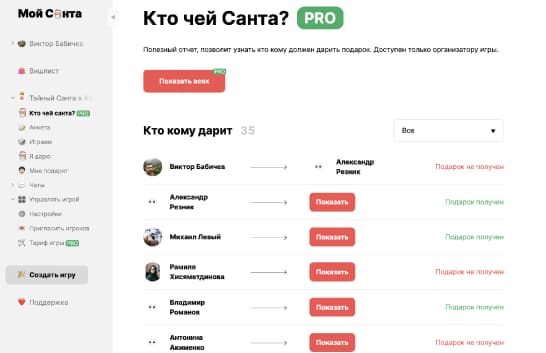 Мой Санта
Виктор Бабичев
Вишлист
Тайный Санта в
Кто чей санта? PRO
Анкета
Играем
Я дарю
Мне подарят
Чаты
Управлять игрой
Настройки
Пригласить игроков
Тариф игры PRO
Создать игру
Поддержка
Кто чей Санта? PRO
Полезный отчет, позволит узнать кто кому должен дарить подарок. Доступен только организатору игры.
Показать всех PRO
Кто кому дарит 35
Все
Виктор Бабичев
Александр
Резник
Подарок не получен
Александр
Резник
Показать
Подарок получен
Михаил Левый
Показать
Подарок получен
Рамиля
Хисяметдинова
Показать
Подарок не получен
Владимир
Романов
Показать
Подарок получен
Антонина
Акименко
Показать
Подарок не получен